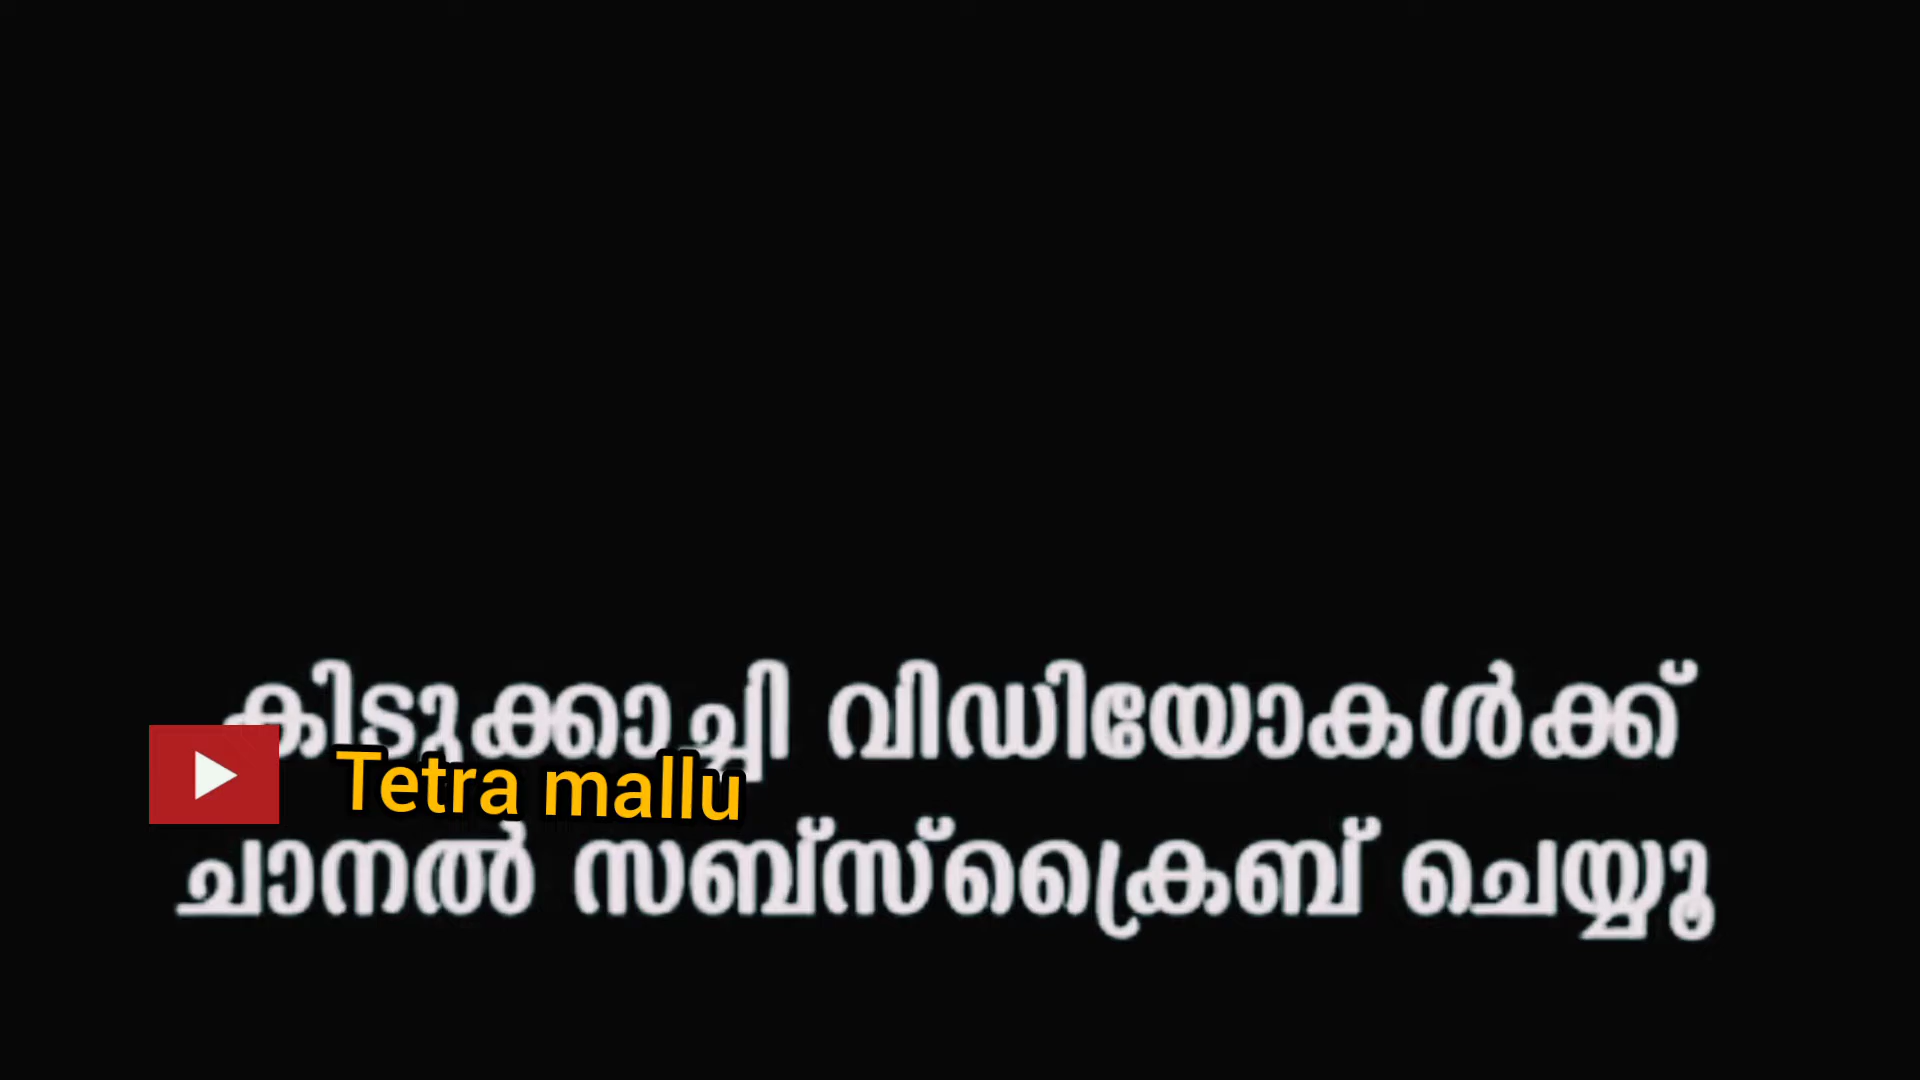 കിടുക്കാച്ചി വിഡിയോകൾക്ക്
Tetra mallu
ചാനൽ സബ്സ്ക്രൈബ് ചെയ്യൂ